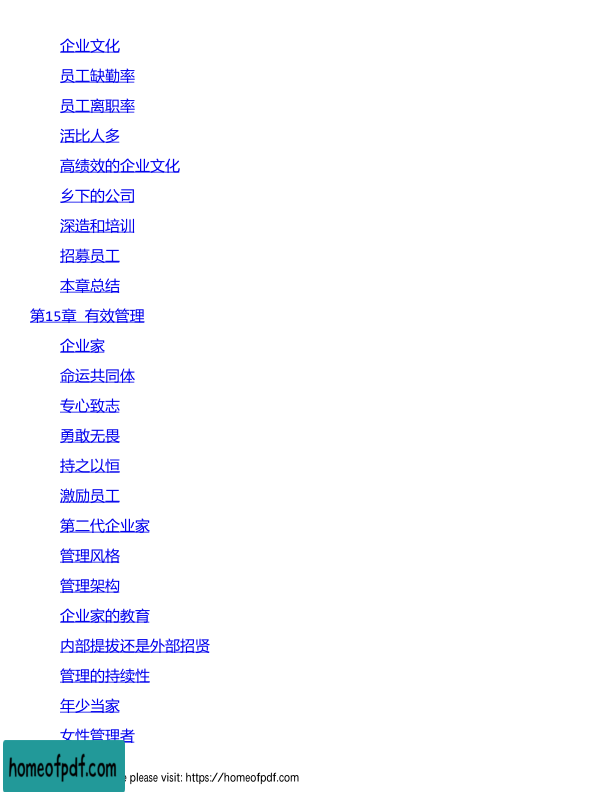 企业文化
员工缺勤率
员工离职率
活比人多
高绩效的企业文化
乡下的公司
深造和培训
招募员工
本章总结
第15章 有效管理
企业家
命运共同体
专心致志
勇敢无畏
持之以恒
激励员工
第二代企业家
管理风格
管理架构
企业家的教育
内部提拔还是外部招贤
管理的持续性
年少当家
女性管理者
homeofpdf.com
please visit: https://homeofpdf.com